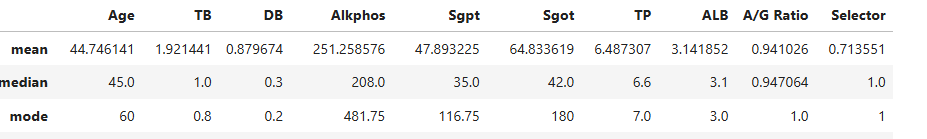 Age TB DB Alkphos Sgpt Sgot TP ALB A/G Ratio Selector
mean 44.746141 1.921441 0.879674 251.258576 47.893225 64.833619 6.487307 3.141852 0.941026 0.713551
median 45.0 1.0 0.3 208.0 35.0 42.0 6.6 3.1 0.947064 1.0
mode 60 0.8 0.2 481.75 116.75 180 7.0 3.0 1.0 1